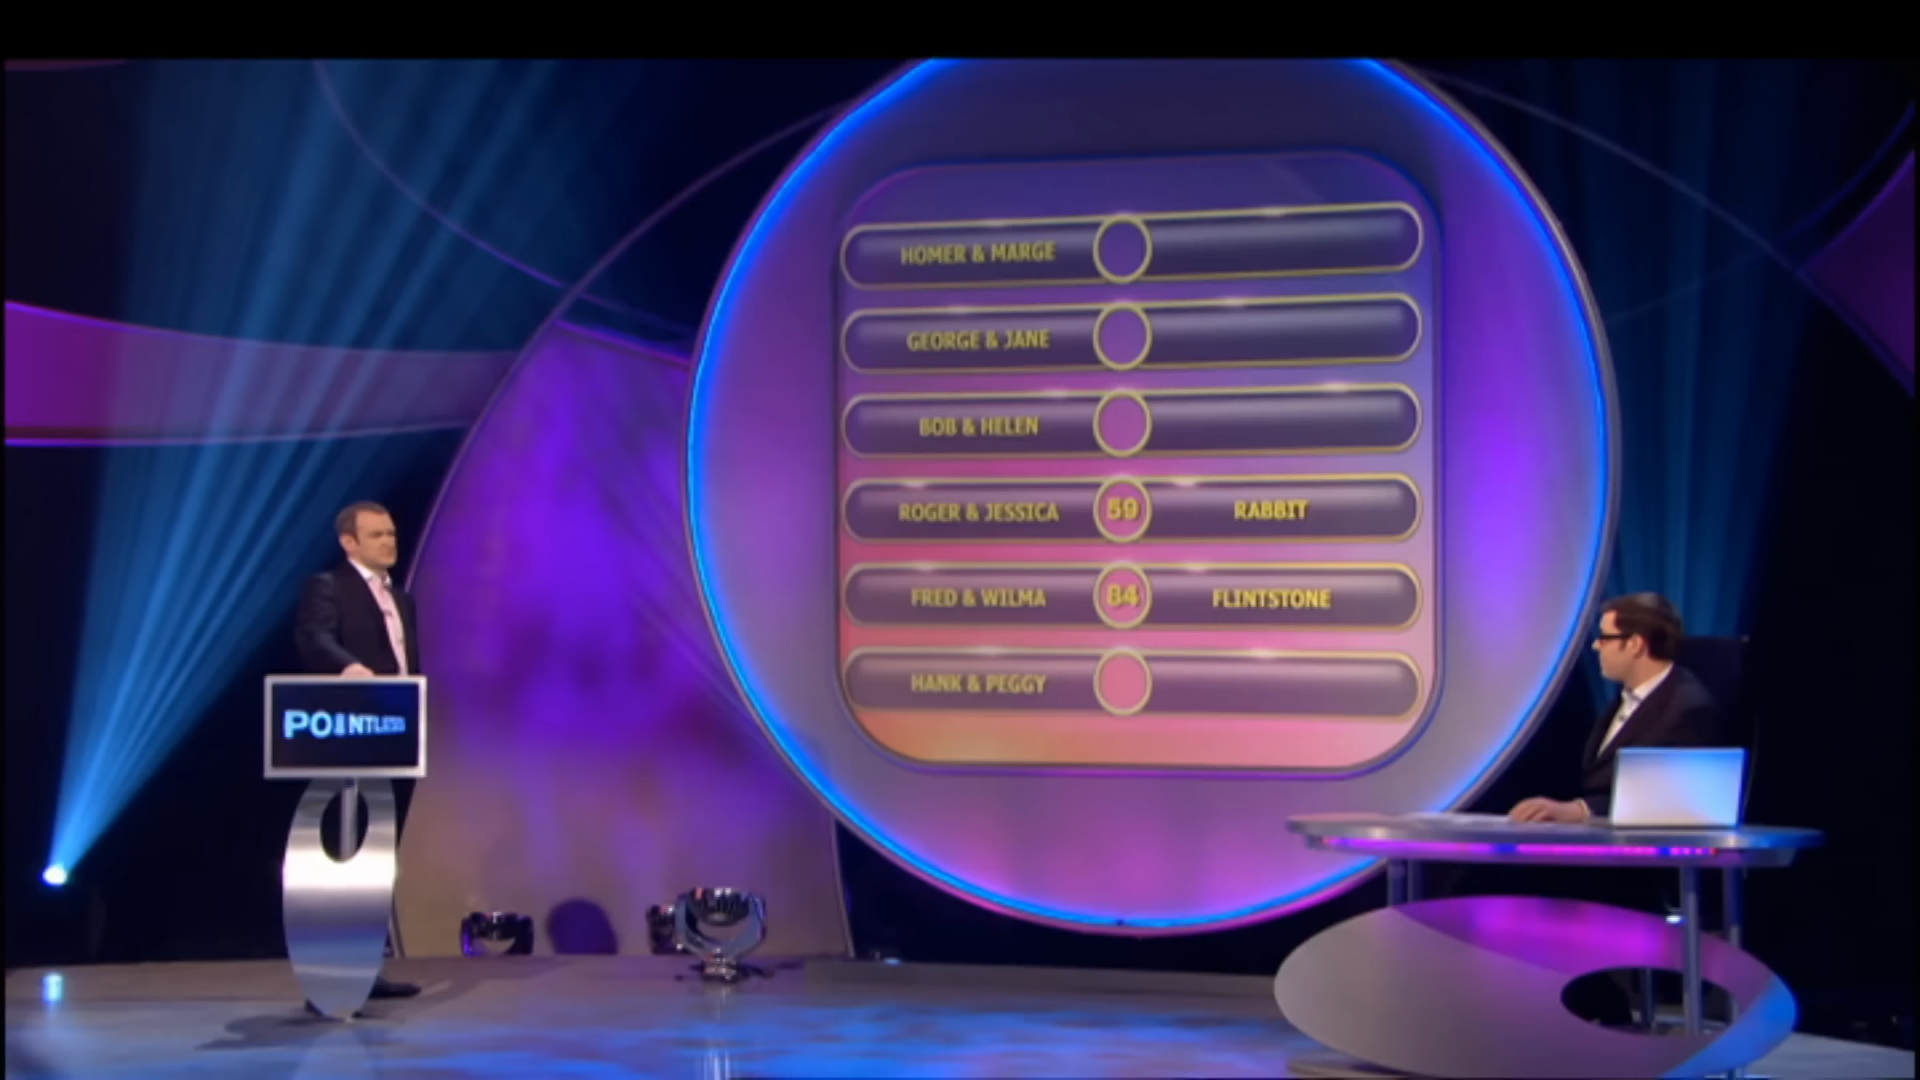 HOMER & MARGE
GEORGE & JANE
BOB & HELEN
ROGER & JESSICA 59 RABBIT
FRED & WILMA 84 FLINTSTONE
HANK & PEGGY
POINTLESS